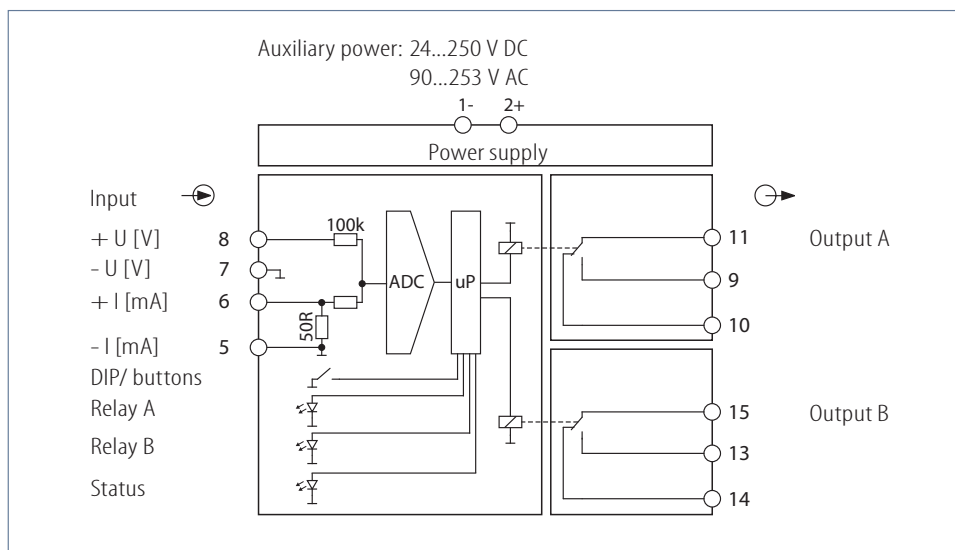 Auxiliary power: 24...250 V DC
90...253 V AC
1- 2+
Power supply
Input
+ U [V] 8
100k
- U [V] 7
+ I [mA] 6
50R
- I [mA] 5
ADC
uP
DIP/ buttons
Relay A
Relay B
Status
11 Output A
9
10
15 Output B
13
14